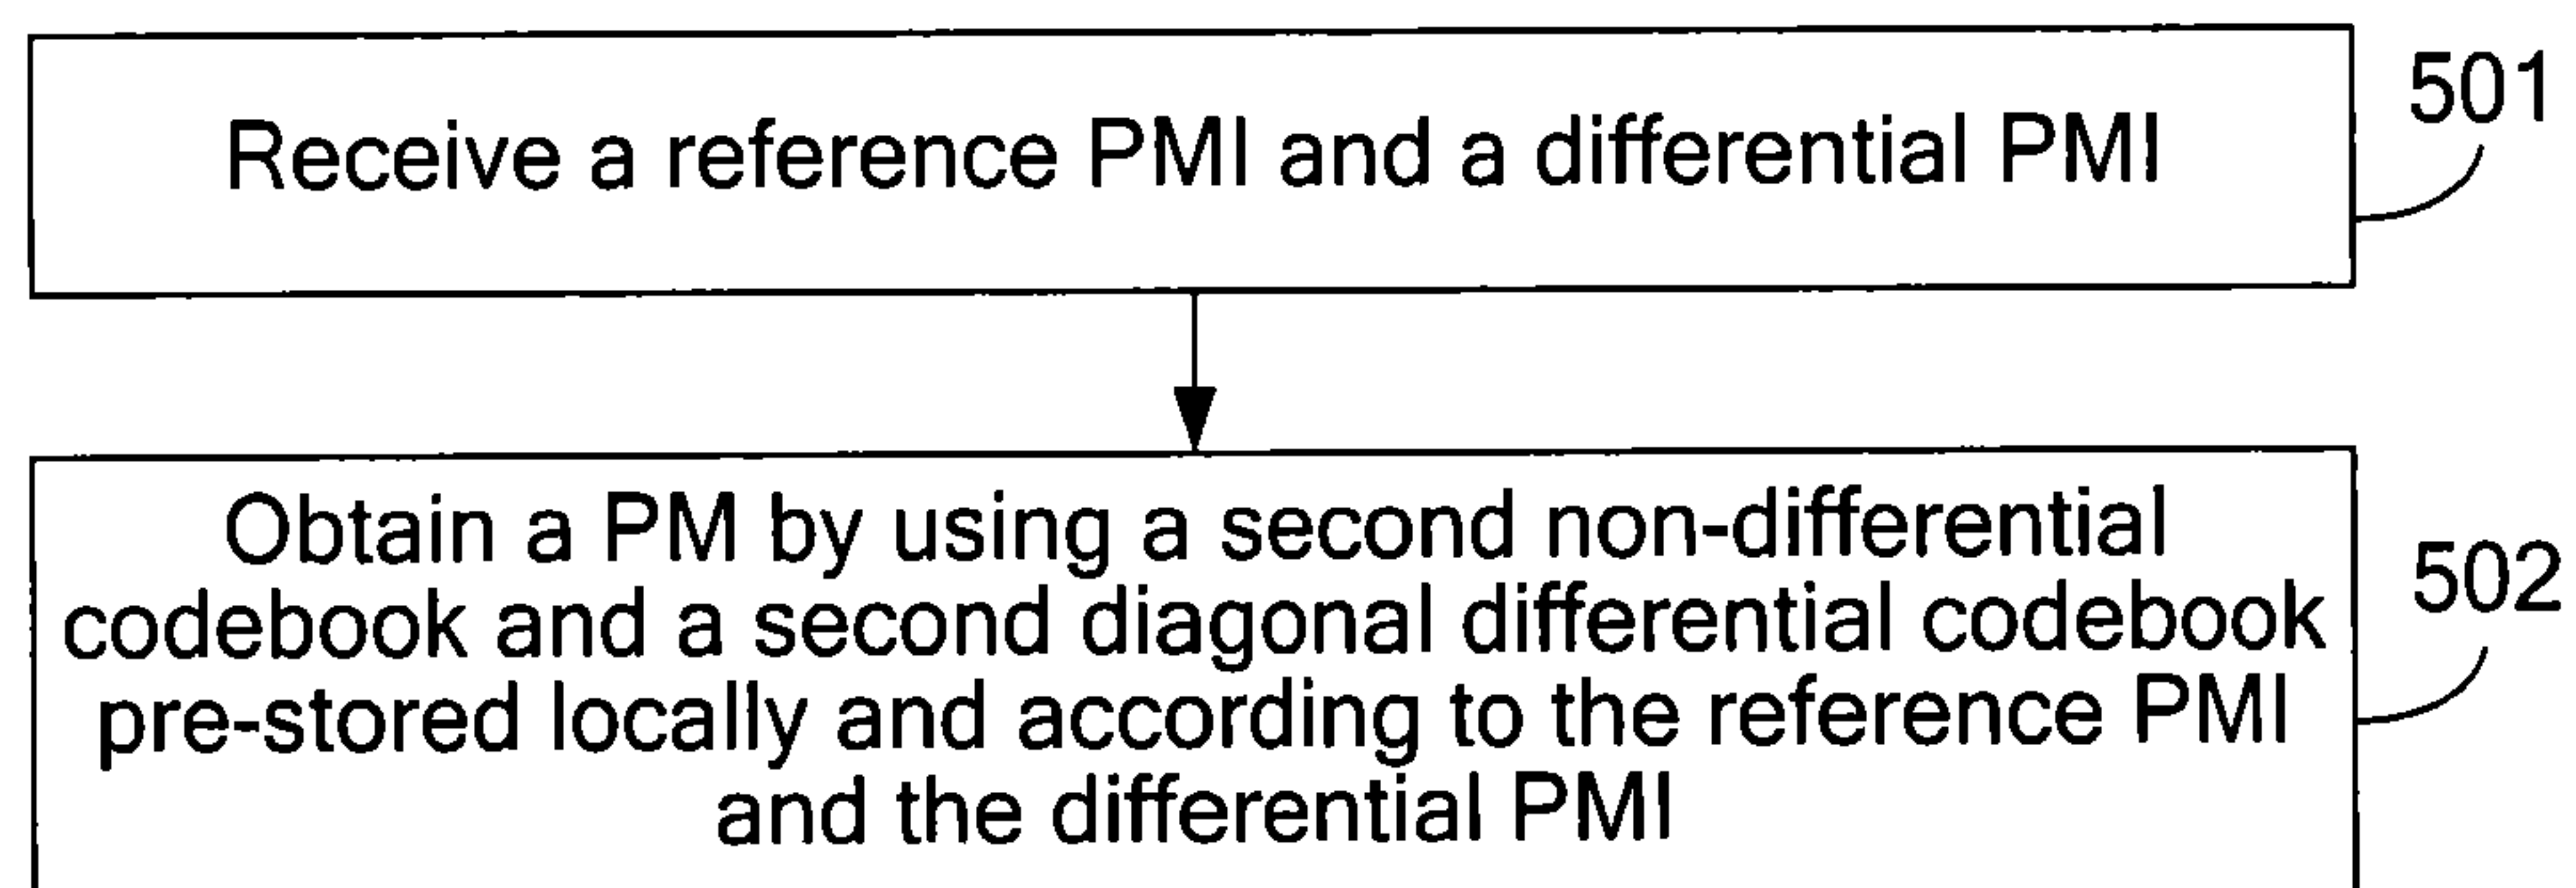 Receive a reference PMI and a differential PMI
501
Obtain a PM by using a second non-differential
codebook and a second diagonal differential codebook
pre-stored locally and according to the reference PMI
and the differential PMI
502